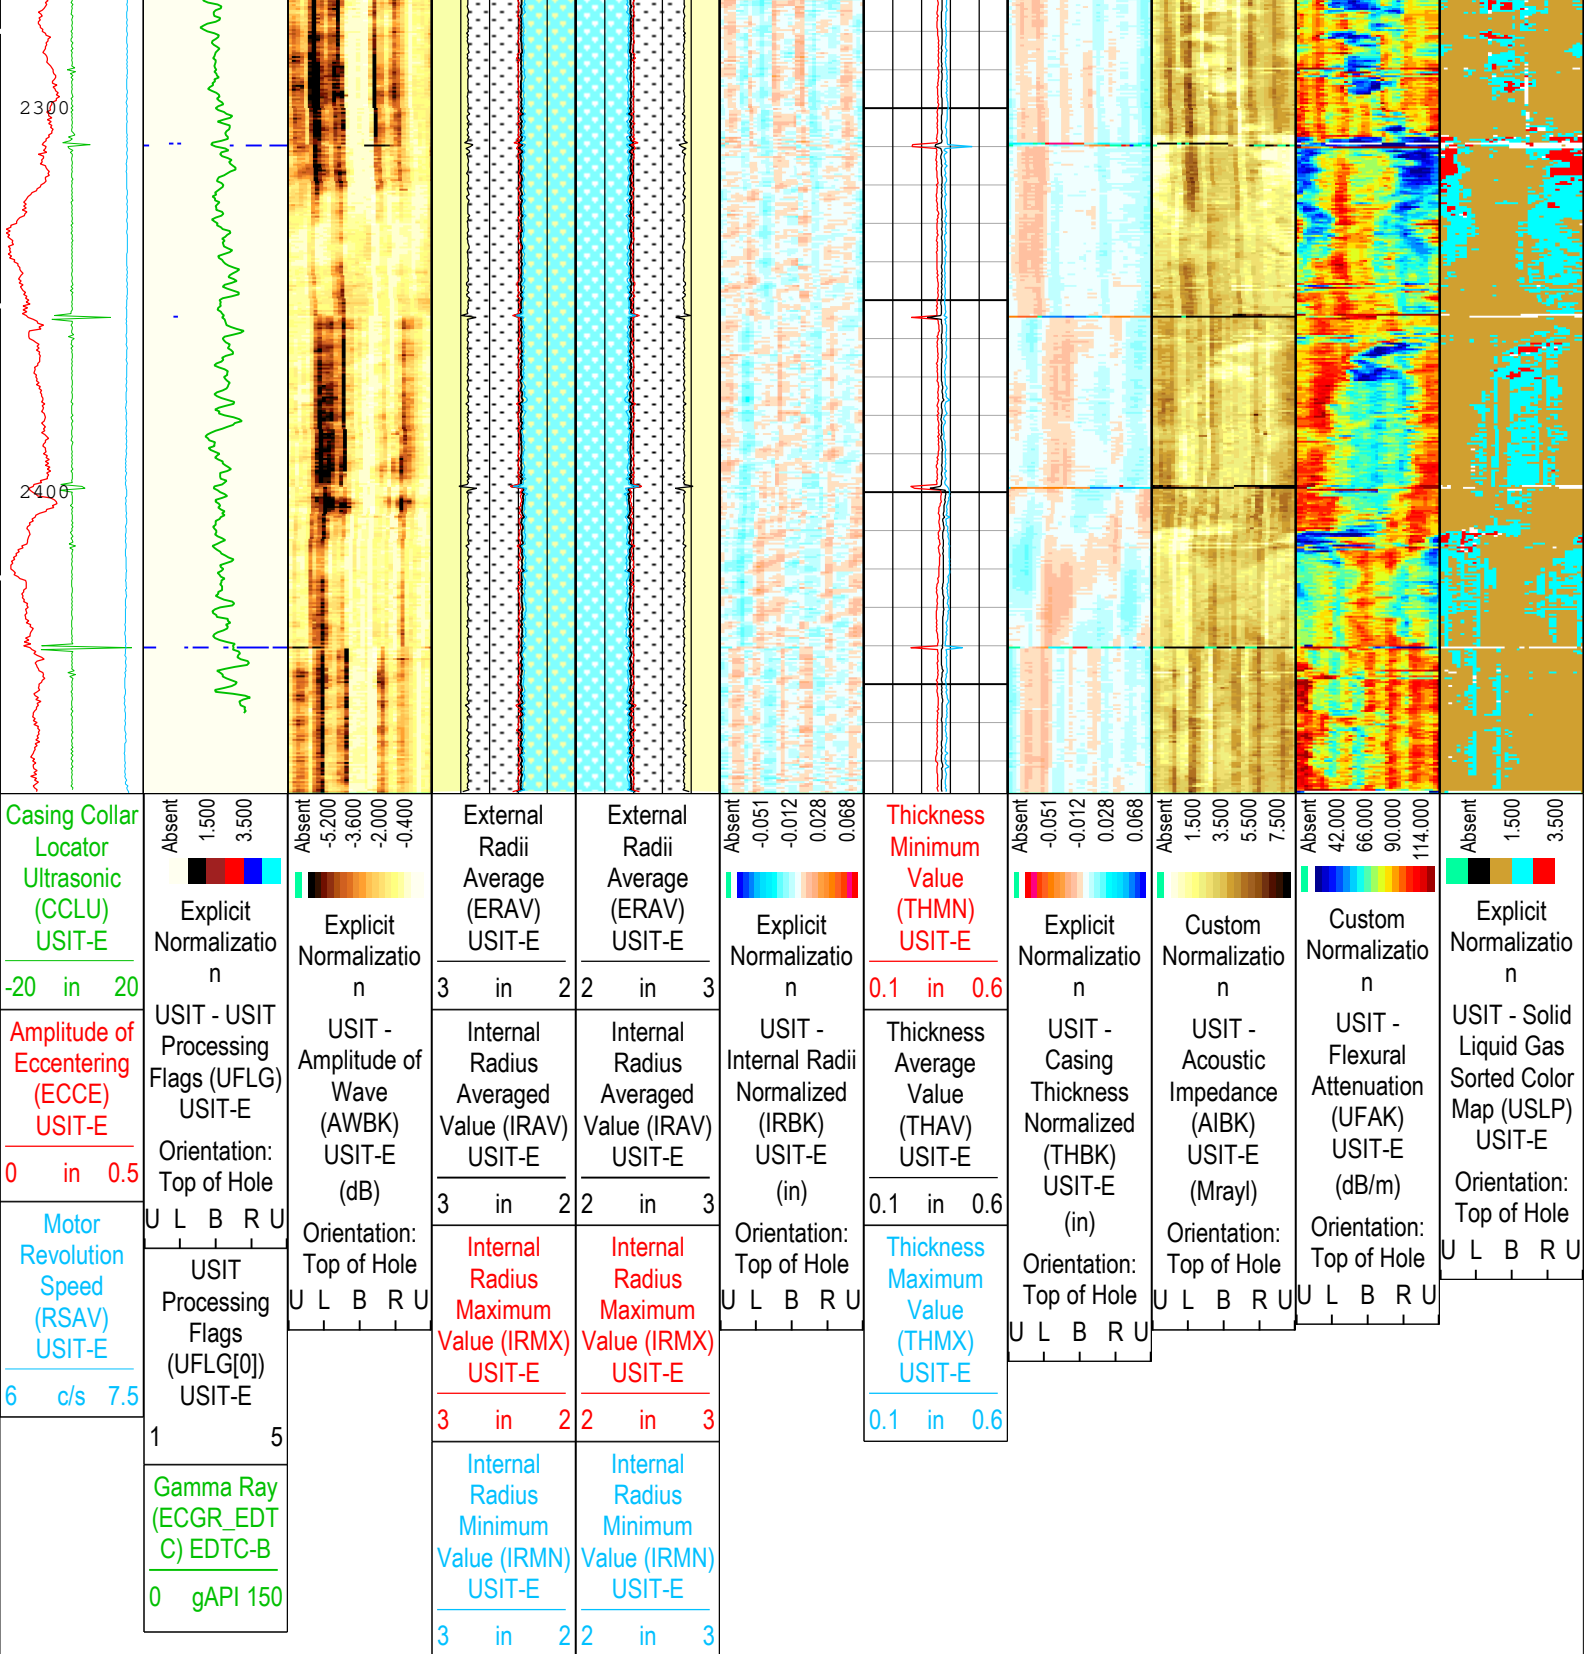 2300
2400
Casing Collar
Locator
Ultrasonic
(CCLU)
USIT-E
-20 in 20
Amplitude of
Eccentering
(ECCE)
USIT-E
0 in 0.5
Motor
Revolution
Speed
(RSAV)
USIT-E
6 c/s 7.5
Absent
1.500
3.500
Explicit
Normalizatio
n
USIT - USIT
Processing
Flags (UFLG)
USIT-E
Orientation:
Top of Hole
U L B R U
USIT
Processing
Flags
(UFLG[0])
USIT-E
1 5
Gamma Ray
(ECGR_EDT
C) EDTC-B
0 gAPI 150
Absent
-5.200
-3.600
-2.000
-0.400
Explicit
Normalizatio
n
USIT -
Amplitude of
Wave
(AWBK)
USIT-E
(dB)
Orientation:
Top of Hole
U L B R U
External
Radii
Average
(ERAV)
USIT-E
3 in 2
Internal
Radius
Averaged
Value (IRAV)
USIT-E
3 in 2
Internal
Radius
Maximum
Value (IRMX)
USIT-E
3 in 2
Internal
Radius
Minimum
Value (IRMN)
USIT-E
3 in 2
External
Radii
Average
(ERAV)
USIT-E
2 in 3
Internal
Radius
Averaged
Value (IRAV)
USIT-E
2 in 3
Internal
Radius
Maximum
Value (IRMX)
USIT-E
2 in 3
Internal
Radius
Minimum
Value (IRMN)
USIT-E
2 in 3
Absent
-0.051
-0.012
0.028
0.068
Explicit
Normalizatio
n
USIT -
Internal Radii
Normalized
(IRBK)
USIT-E
(in)
Orientation:
Top of Hole
U L B R U
Thickness
Minimum
Value
(THMN)
USIT-E
0.1 in 0.6
Thickness
Average
Value
(THAV)
USIT-E
0.1 in 0.6
Thickness
Maximum
Value
(THMX)
USIT-E
0.1 in 0.6
Absent
-0.051
-0.012
0.028
0.068
Explicit
Normalizatio
n
USIT -
Casing
Thickness
Normalized
(THBK)
USIT-E
(in)
Orientation:
Top of Hole
U L B R U
Absent
1.500
3.500
5.500
7.500
Custom
Normalizatio
n
USIT -
Acoustic
Impedance
(AIBK)
USIT-E
(Mrayl)
Orientation:
Top of Hole
U L B R U
Absent
42.000
66.000
90.000
114.000
Custom
Normalizatio
n
USIT -
Flexural
Attenuation
(UFAK)
USIT-E
(dB/m)
Orientation:
Top of Hole
U L B R U
Absent
1.500
3.500
Explicit
Normalizatio
n
USIT - Solid
Liquid Gas
Sorted Color
Map (USLP)
USIT-E
Orientation:
Top of Hole
U L B R U